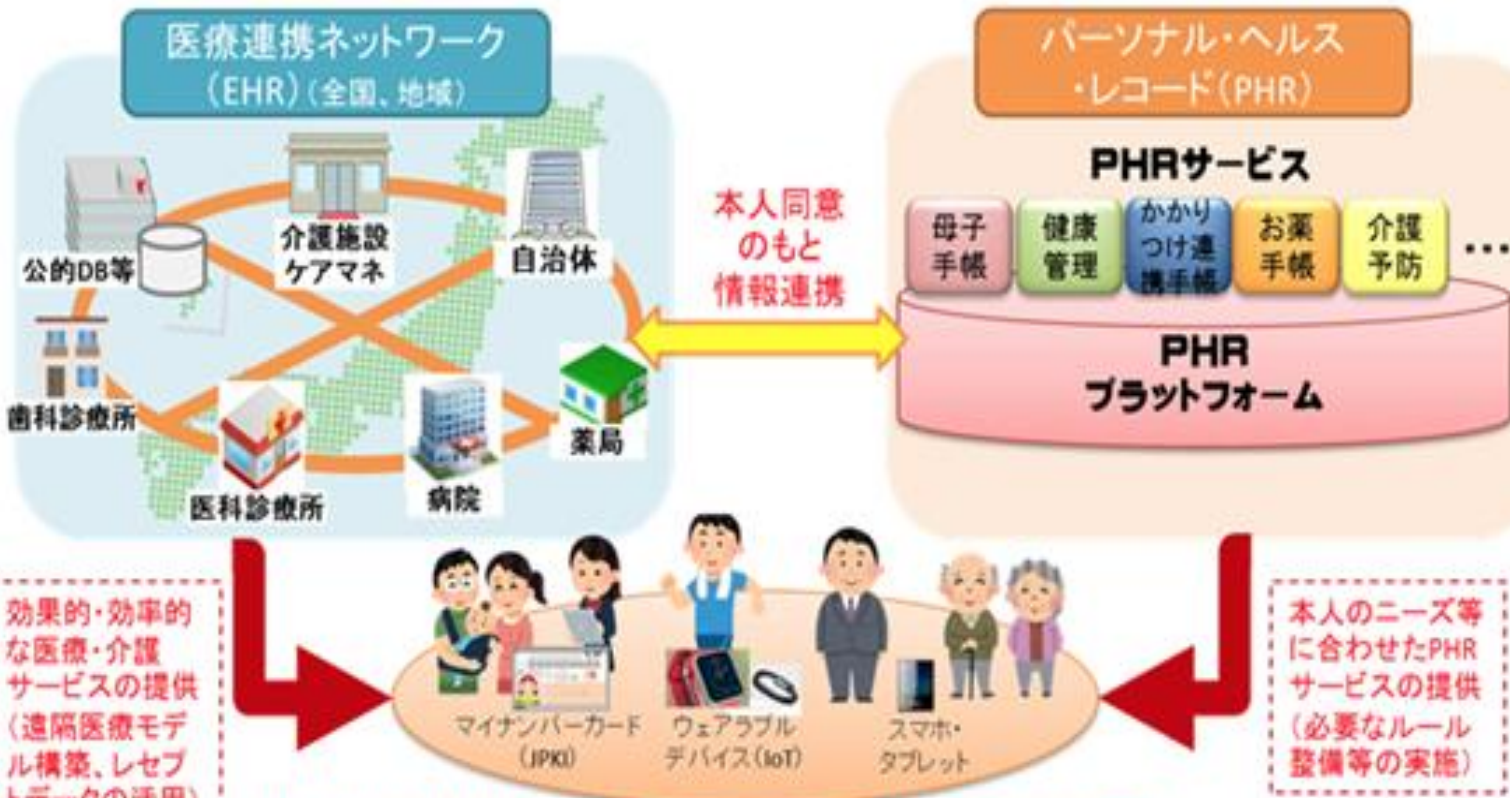 医療連携ネットワーク
(EHR)(全国、地域)
パーソナル・ヘルス
・レコード(PHR)
公的DB等
介護施設
ケアマネ
自治体
歯科診療所
医科診療所
病院
薬局
本人同意
のもと
情報連携
PHRサービス
母子
手帳
健康
管理
かかり
つけ連
携手帳
お薬
手帳
介護
予防
…
PHR
プラットフォーム
効果的・効率的
な医療・介護
サービスの提供
(遠隔医療モデ
ル構築、レセプ
トデータの活用)
マイナンバーカード
(JPKI)
ウェアラブル
デバイス(IoT)
スマホ・
タブレット
本人のニーズ等
に合わせたPHR
サービスの提供
(必要なルール
整備等の実施)